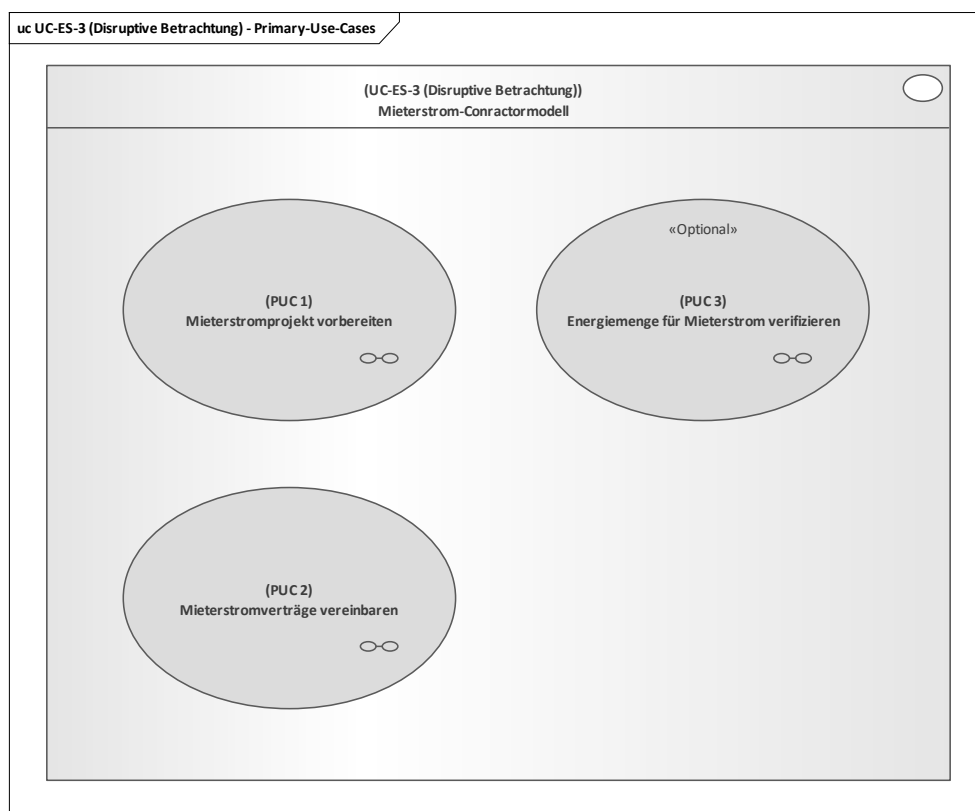 uc UC-ES-3 (Disruptive Betrachtung) - Primary-Use-Cases
(UC-ES-3 (Disruptive Betrachtung))
Mieterstrom-Conractormodell
(PUC 1)
Mieterstromprojekt vorbereiten
«Optional»
(PUC 3)
Energiemenge für Mieterstrom verifizieren
(PUC 2)
Mieterstromverträge vereinbaren